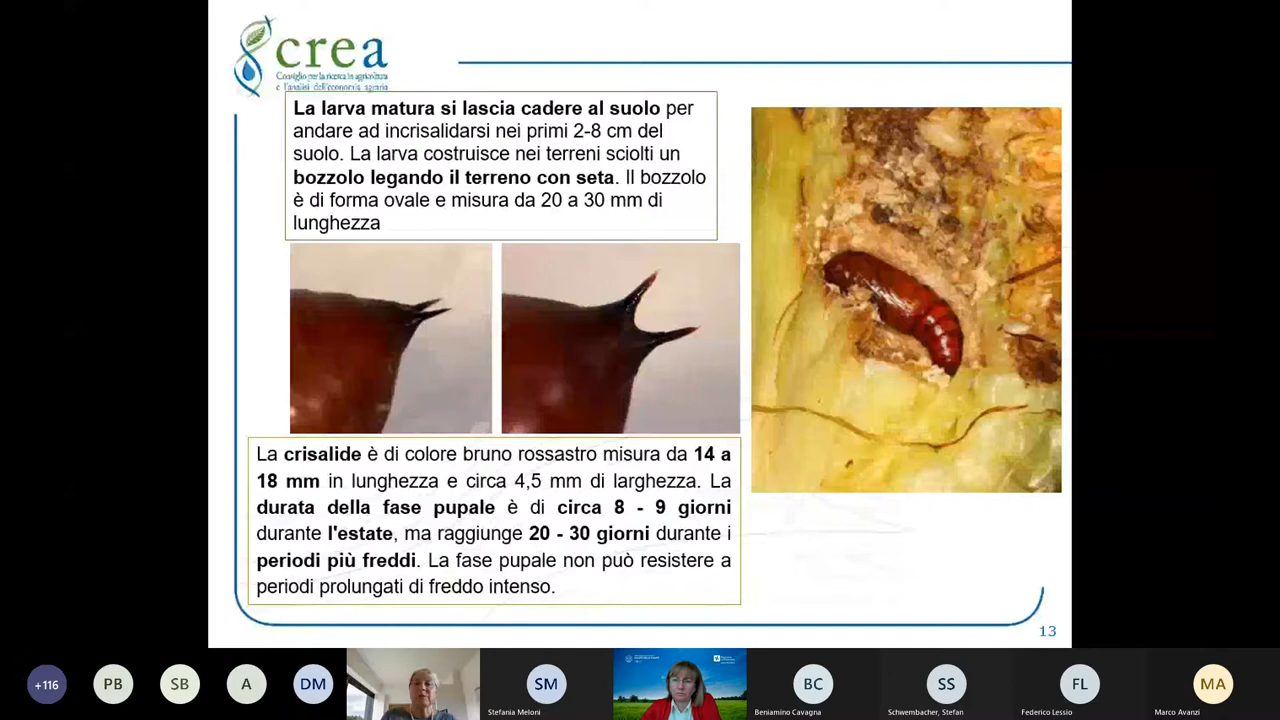 crea
Consiglio per la ricerca in agricoltura
e l'analisi dell'economia agraria
La larva matura si lascia cadere al suolo per
andare ad incrisalidarsi nei primi 2-8 cm del
suolo. La larva costruisce nei terreni sciolti un
bozzolo legando il terreno con seta. Il bozzolo
è di forma ovale e misura da 20 a 30 mm di
lunghezza
La crisalide è di colore bruno rossastro misura da 14 a
18 mm in lunghezza e circa 4,5 mm di larghezza. La
durata della fase pupale è di circa 8 - 9 giorni
durante l'estate, ma raggiunge 20 - 30 giorni durante i
periodi più freddi. La fase pupale non può resistere a
periodi prolungati di freddo intenso.
13
+116
PB
SB
A
DM
SM
Stefania Meloni
BC
Beniamino Cavagna
SS
Schwembacher, Stefan
FL
Federico Lessio
MA
Marco Avanzi